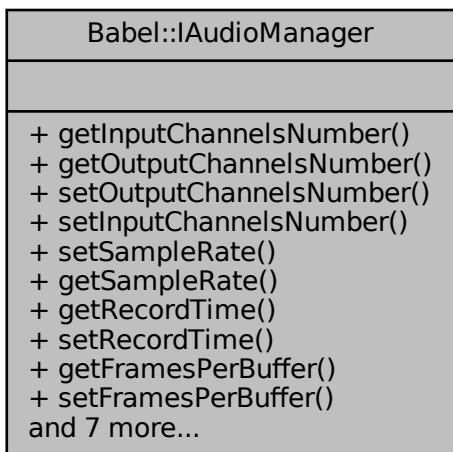 Babel::IAudioManager
+ getInputChannelsNumber()
+ getOutputChannelsNumber()
+ setOutputChannelsNumber()
+ setInputChannelsNumber()
+ setSampleRate()
+ getSampleRate()
+ getRecordTime()
+ setRecordTime()
+ getFramesPerBuffer()
+ setFramesPerBuffer()
and 7 more...